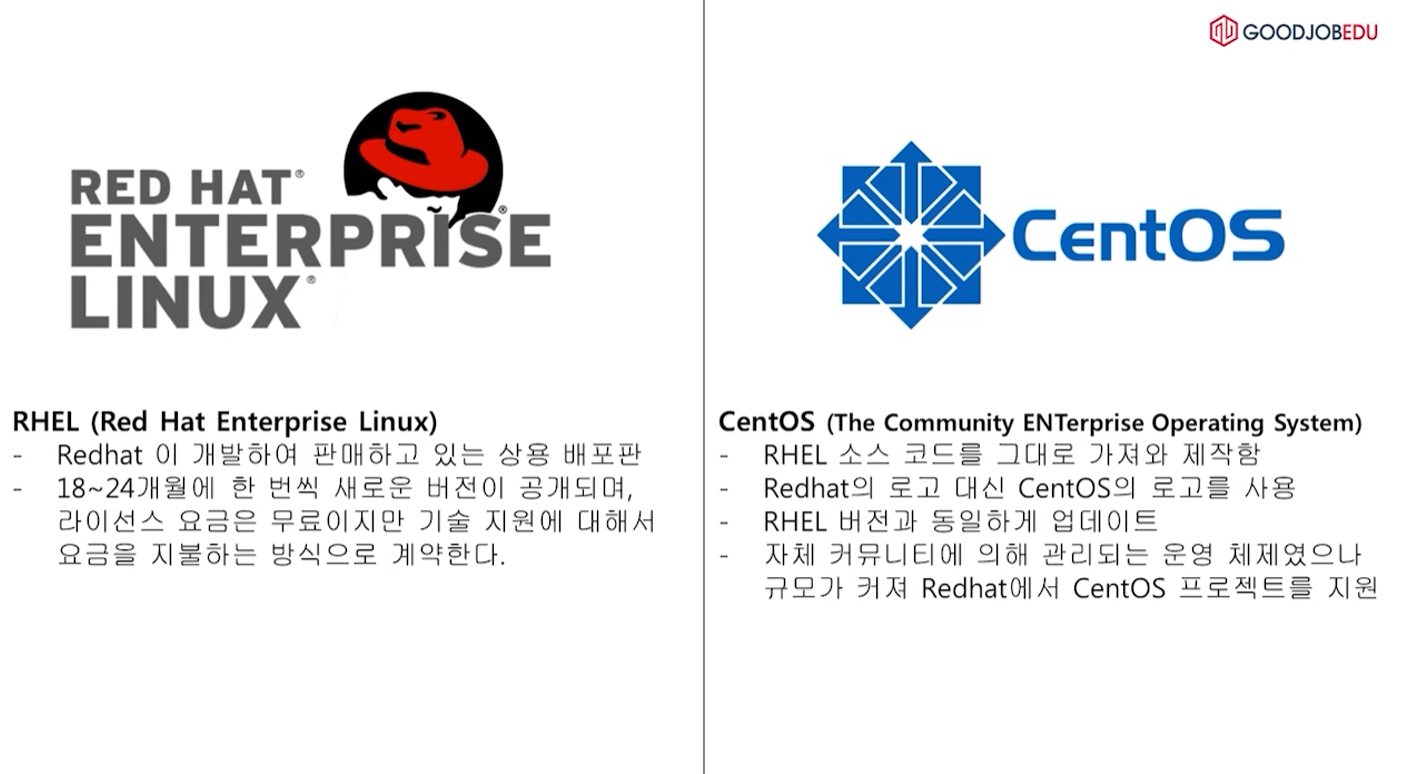 GOODJOBEDU
RED HAT®
ENTERPRISE®
LINUX®
RHEL (Red Hat Enterprise Linux)
- Redhat 이 개발하여 판매하고 있는 상용 배포판
- 18~24개월에 한 번씩 새로운 버전이 공개되며,
라이선스 요금은 무료이지만 기술 지원에 대해서
요금을 지불하는 방식으로 계약한다.
CentOS
CentOS (The Community ENTerprise Operating System)
- RHEL 소스 코드를 그대로 가져와 제작함
- Redhat의 로고 대신 CentOS의 로고를 사용
- RHEL 버전과 동일하게 업데이트
- 자체 커뮤니티에 의해 관리되는 운영 체제였으나
규모가 커져 Redhat에서 CentOS 프로젝트를 지원